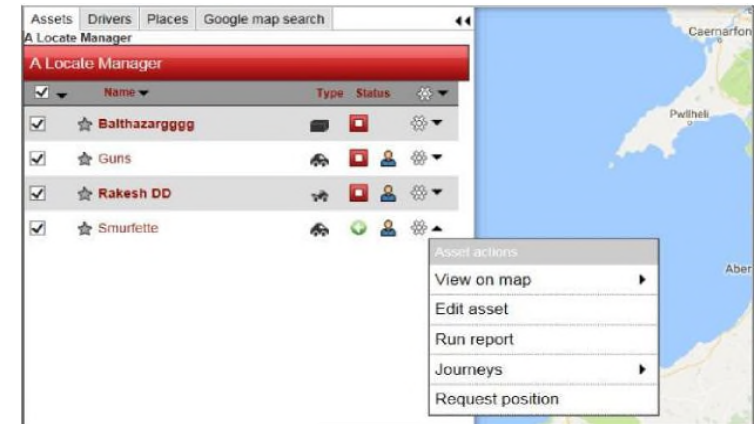 Assets Drivers Places Google map search
A Locate Manager
A Locate Manager
Name Type Status
Balthazargggg
Guns
Rakesh DD
Smurfette
Asset actions
View on map
Edit asset
Run report
Journeys
Request position
Caernarfon
Pwllheli
Aber